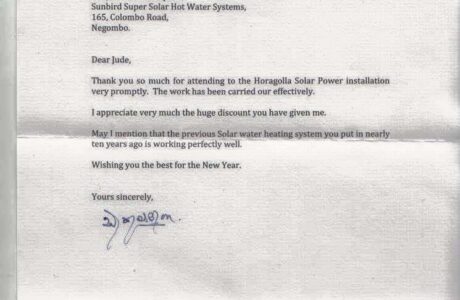 Sunbird Super Solar Hot Water Systems,
165, Colombo Road,
Negombo.
Dear Jude,
Thank you so much for attending to the Horagolla Solar Power installation
very promptly. The work has been carried our effectively.
I appreciate very much the huge discount you have given me.
May I mention that the previous Solar water heating system you put in nearly
ten years ago is working perfectly well.
Wishing you the best for the New Year.
Yours sincerely,